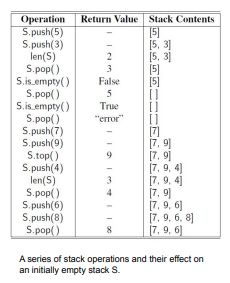 Operation Return Value Stack Contents
S.push(5) – [5]
S.push(3) – [5, 3]
len(S) 2 [5, 3]
S.pop( ) 3 [5]
S.is_empty( ) False [5]
S.pop( ) 5 [ ]
S.is_empty( ) True [ ]
S.pop( ) “error” [ ]
S.push(7) – [7]
S.push(9) – [7, 9]
S.top( ) 9 [7, 9]
S.push(4) – [7, 9, 4]
len(S) 3 [7, 9, 4]
S.pop( ) 4 [7, 9]
S.push(6) – [7, 9, 6]
S.push(8) – [7, 9, 6, 8]
S.pop( ) 8 [7, 9, 6]
A series of stack operations and their effect on
an initially empty stack S.